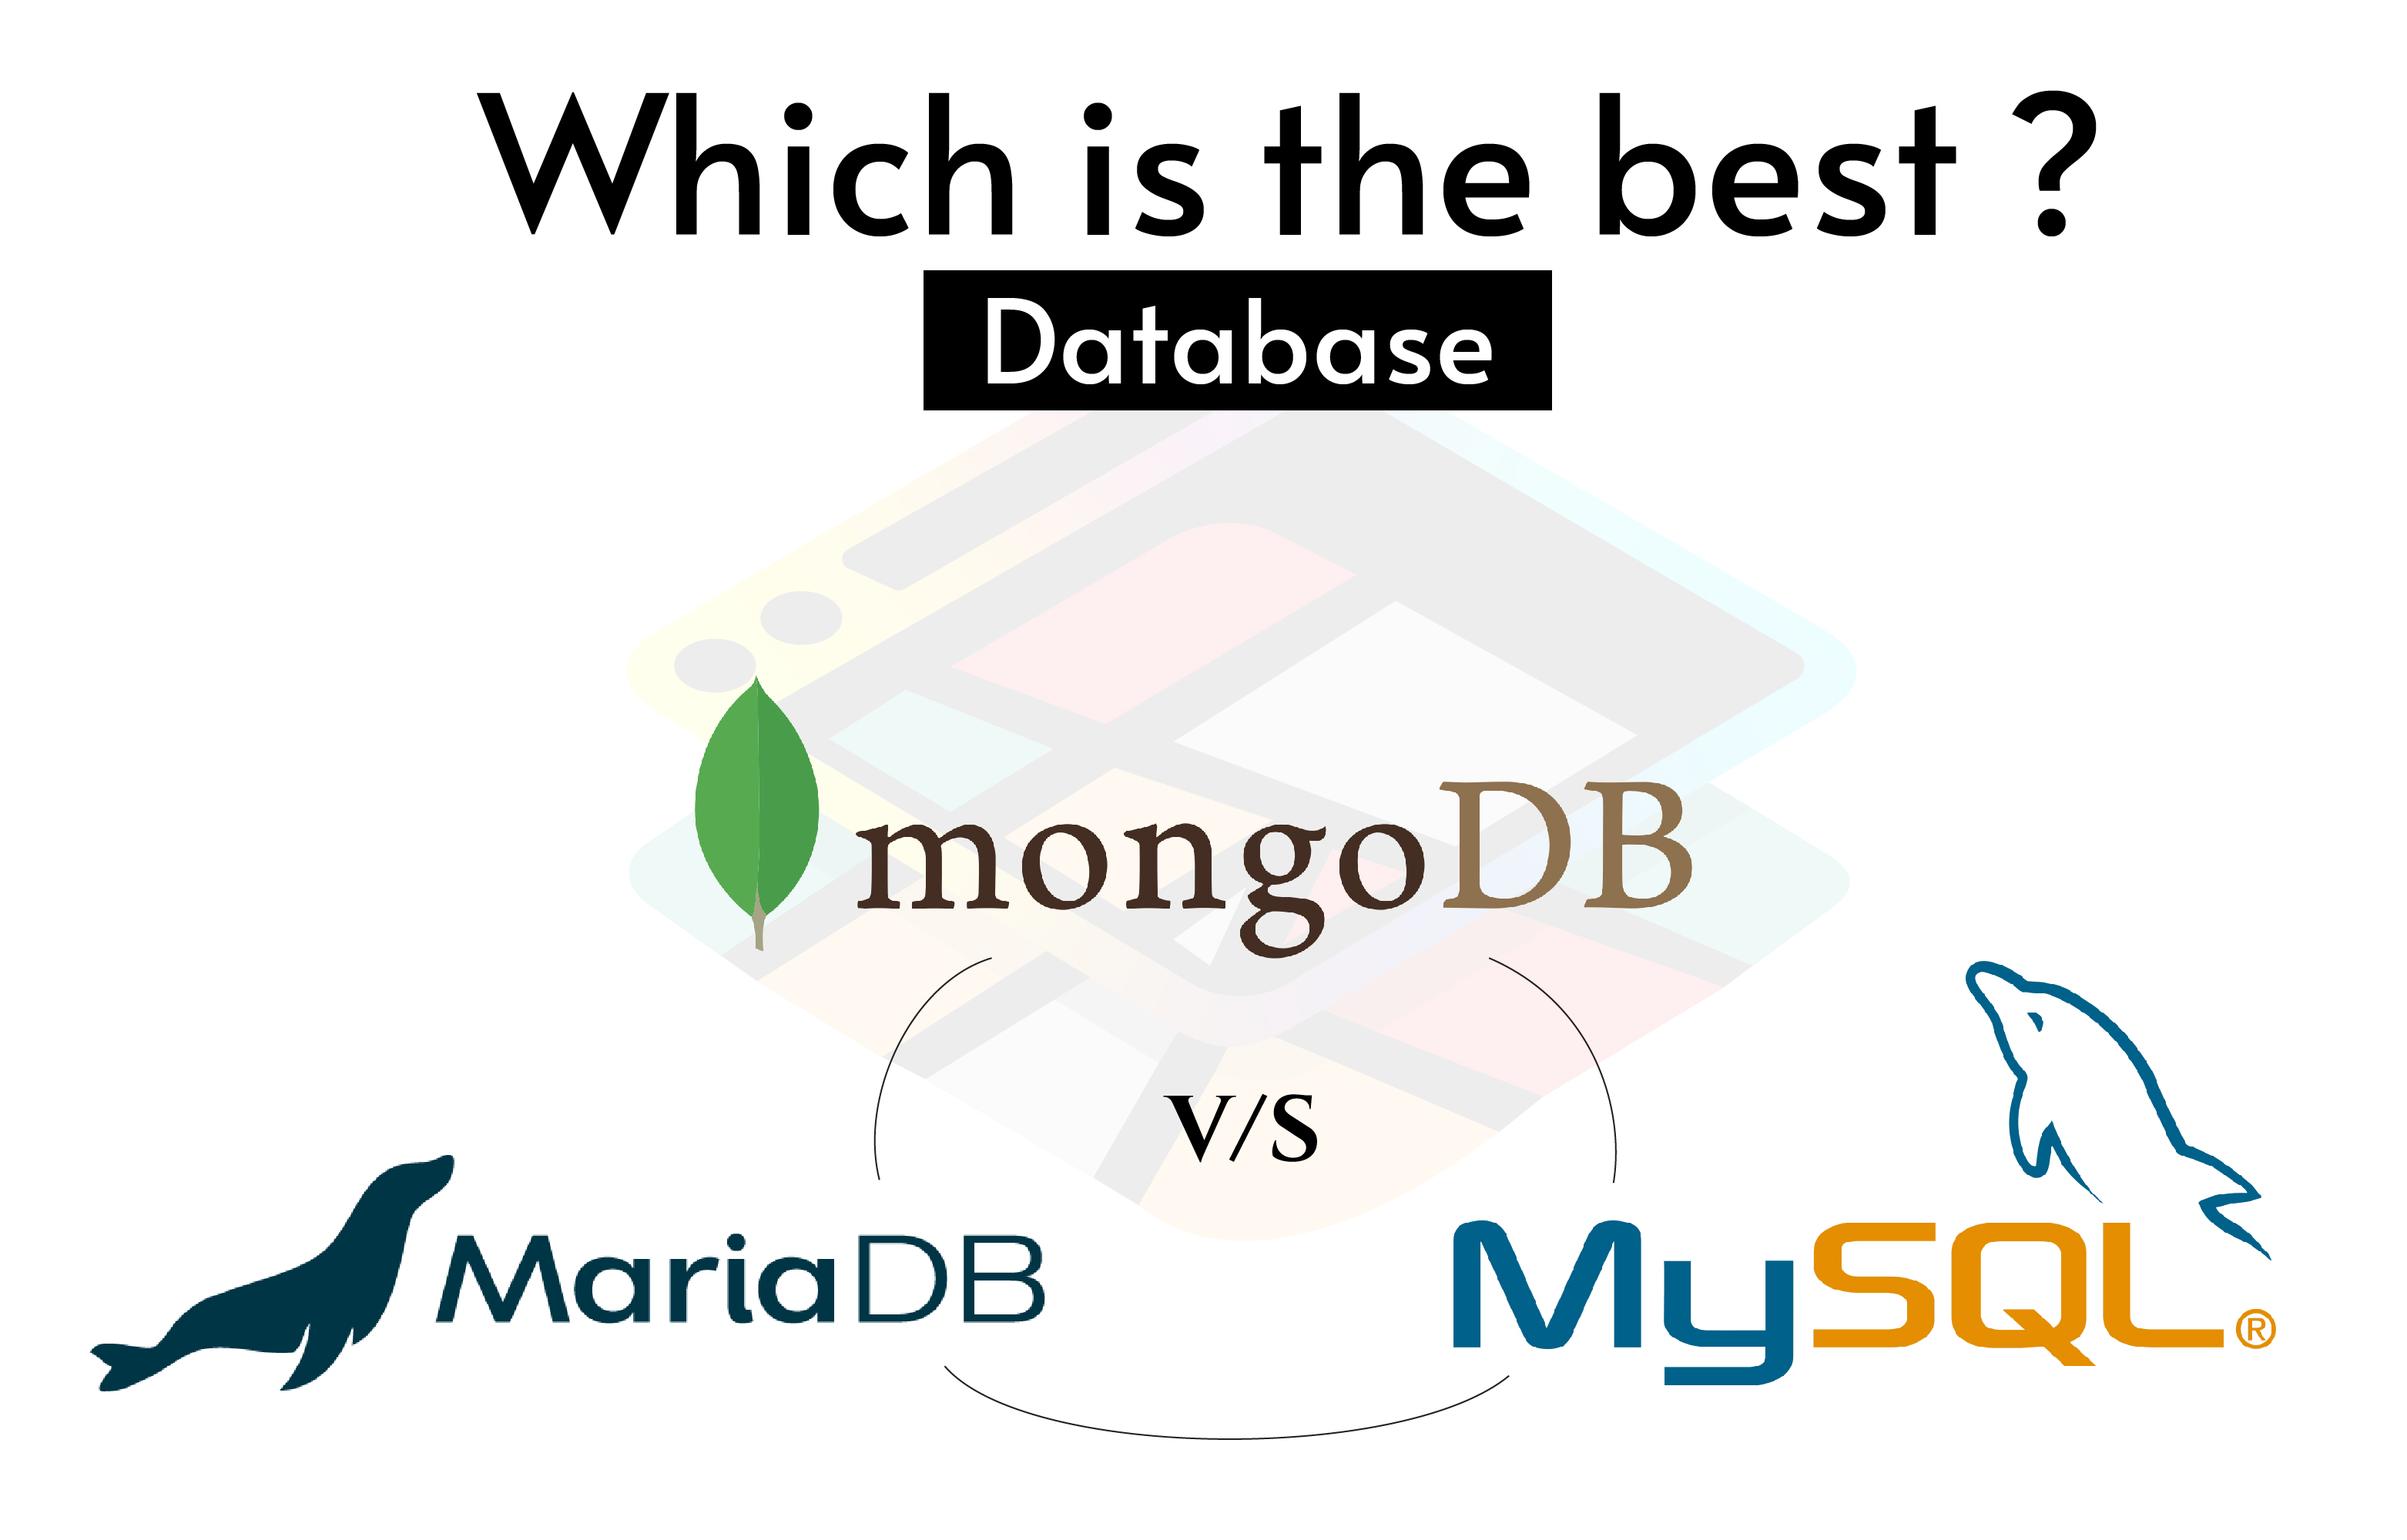 Which is the best ?
Database
mongoDB
V/S
MariaDB
MySQL®